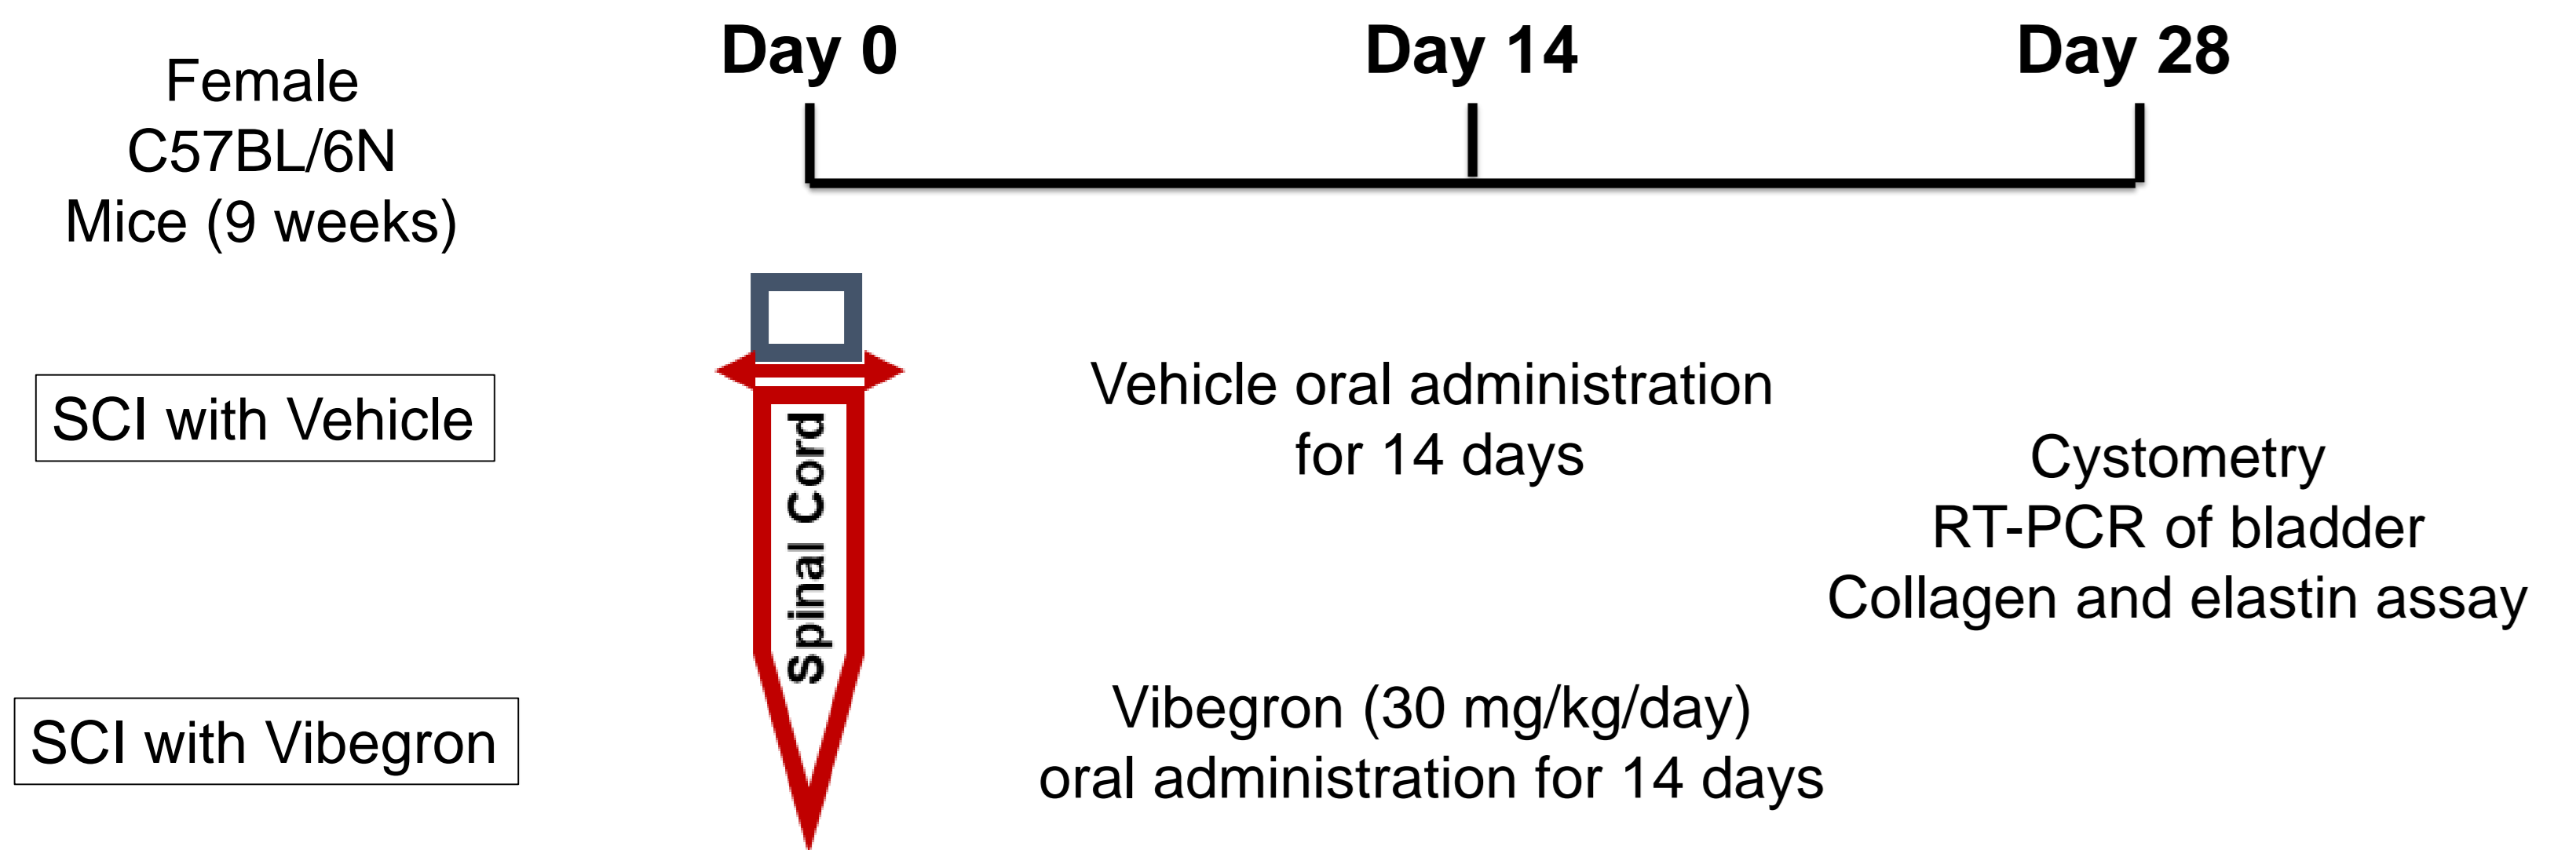 Female
C57BL/6N
Mice (9 weeks)
Day 0
Day 14
Day 28
SCI with Vehicle
SCI with Vibegron
Spinal Cord
Vehicle oral administration
for 14 days
Vibegron (30 mg/kg/day)
oral administration for 14 days
Cystometry
RT-PCR of bladder
Collagen and elastin assay